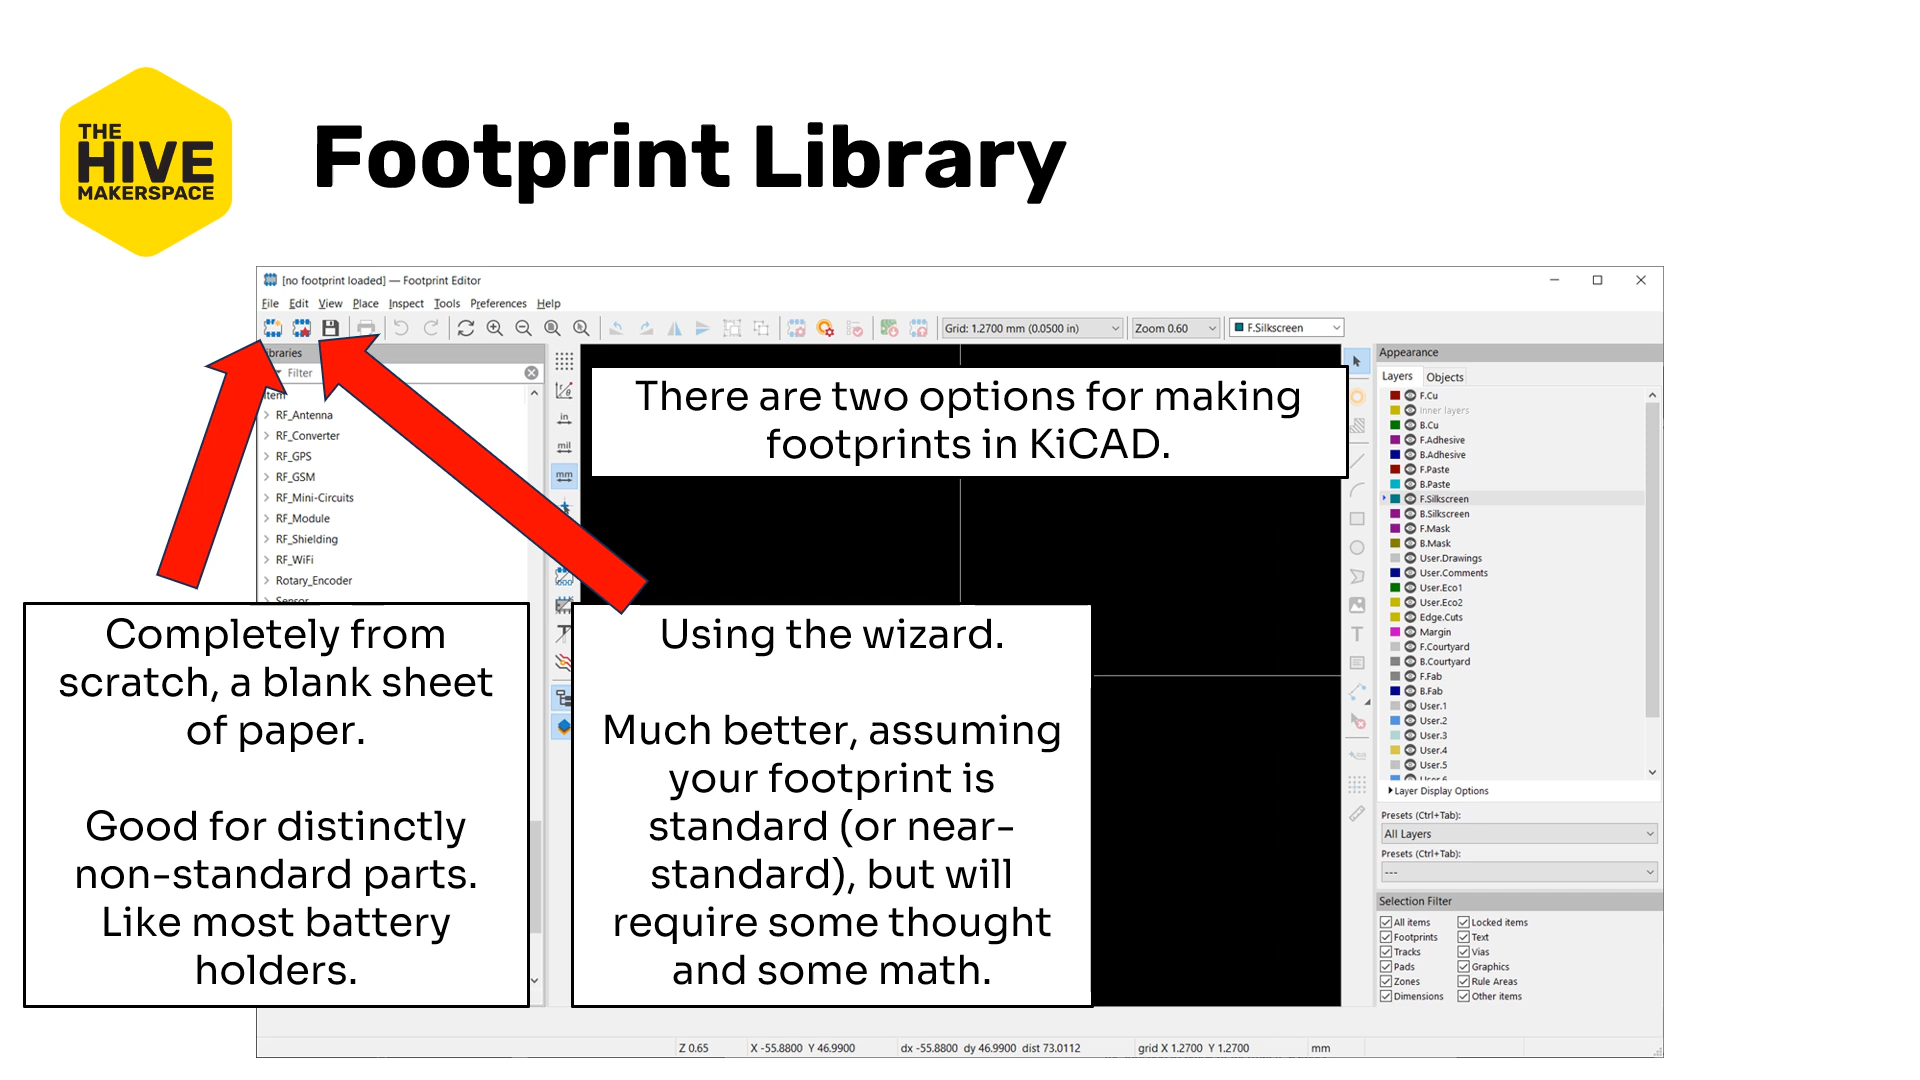 THE
HIVE
MAKERSPACE
Footprint Library
[no footprint loaded] — Footprint Editor
File Edit View Place Inspect Tools Preferences Help
Grid: 1.2700 mm (0.0500 in)
Zoom 0.60
F.Silkscreen
Filter
RF_Antenna
RF_Converter
RF_GPS
RF_GSM
RF_Mini-Circuits
RF_Module
RF_Shielding
RF_WiFi
Rotary_Encoder
in
mil
mm
There are two options for making
footprints in KiCAD.
Completely from
scratch, a blank sheet
of paper.
Good for distinctly
non-standard parts.
Like most battery
holders.
Using the wizard.
Much better, assuming
your footprint is
standard (or near-
standard), but will
require some thought
and some math.
Appearance
Layers Objects
F.Cu
Inner layers
B.Cu
F.Adhesive
B.Adhesive
F.Paste
B.Paste
F.Silkscreen
B.Silkscreen
F.Mask
B.Mask
User.Drawings
User.Comments
User.Eco1
User.Eco2
Edge.Cuts
Margin
F.Courtyard
B.Courtyard
F.Fab
B.Fab
User.1
User.2
User.3
User.4
User.5
Layer Display Options
Presets (Ctrl+Tab):
All Layers
Presets (Ctrl+Tab):
---
Selection Filter
All items Locked items
Footprints Text
Tracks Vias
Pads Graphics
Zones Rule Areas
Dimensions Other items
Z 0.65 X -55.8800 Y 46.9900 dx -55.8800 dy 46.9900 dist 73.0112 grid X 1.2700 Y 1.2700 mm